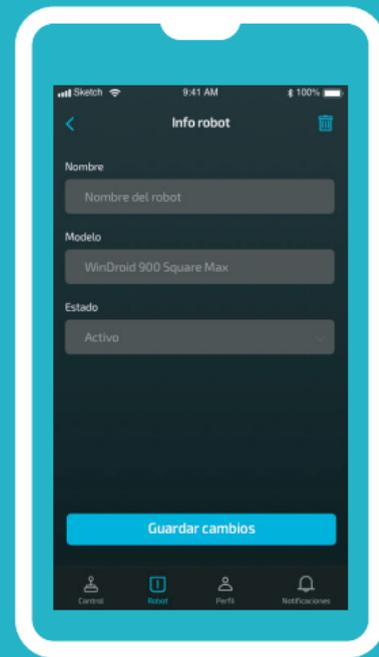 Sketch 9:41 AM 100%
Info robot
Nombre
Nombre del robot
Modelo
WinDroid 900 Square Max
Estado
Activo
Guardar cambios
Control Robot Perfil Notificaciones